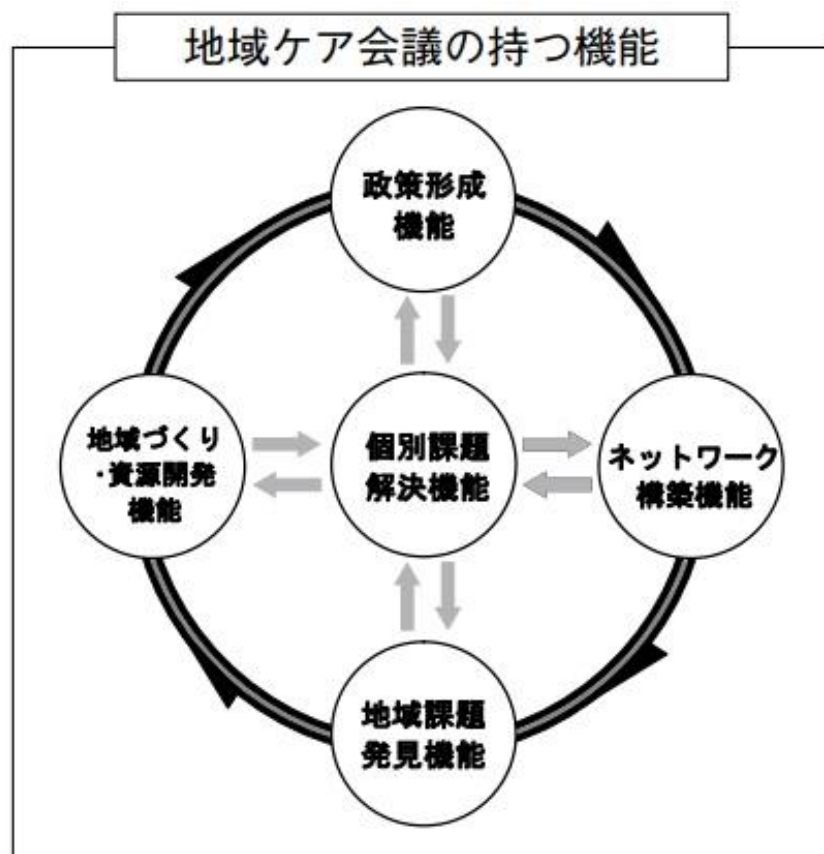 地域ケア会議の持つ機能
政策形成
機能
地域づくり
・資源開発
機能
個別課題
解決機能
ネットワーク
構築機能
地域課題
発見機能